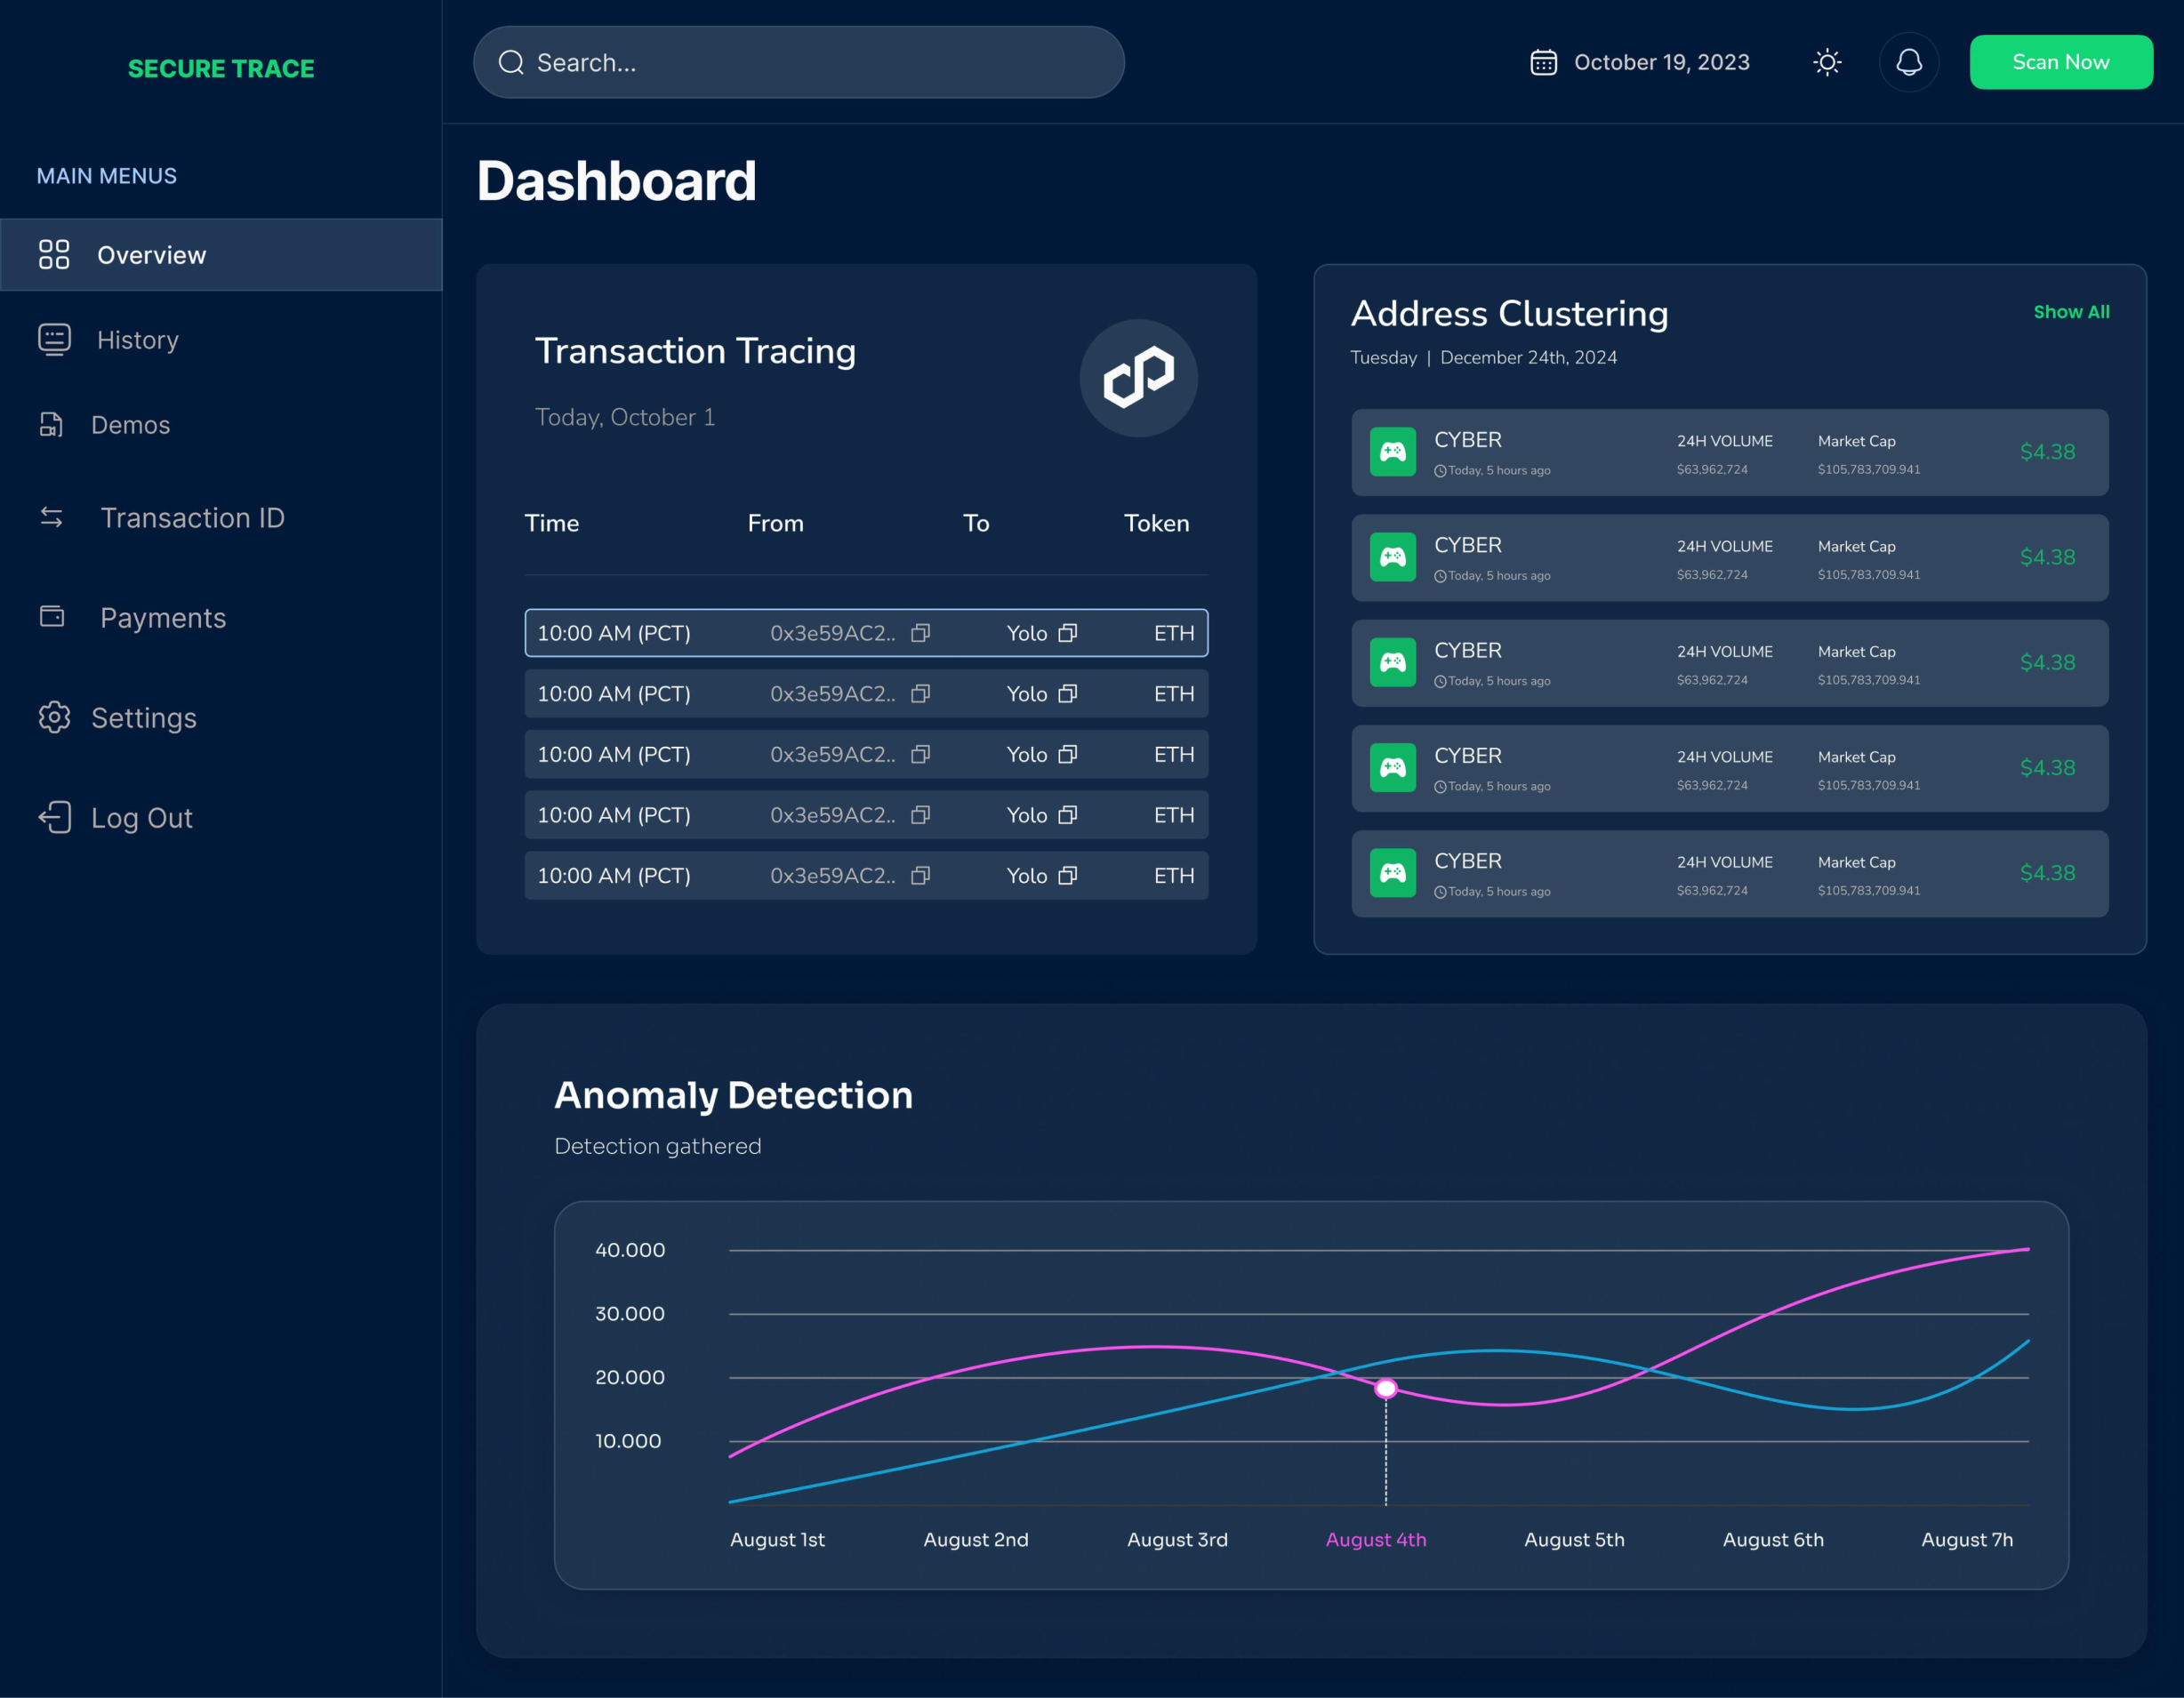 SECURE TRACE
Search...
October 19, 2023
Scan Now
MAIN MENUS
Overview
History
Demos
Transaction ID
Payments
Settings
Log Out
Dashboard
Transaction Tracing
Today, October 1
Time From To Token
10:00 AM (PCT) 0x3e59AC2.. Yolo ETH
10:00 AM (PCT) 0x3e59AC2.. Yolo ETH
10:00 AM (PCT) 0x3e59AC2.. Yolo ETH
10:00 AM (PCT) 0x3e59AC2.. Yolo ETH
10:00 AM (PCT) 0x3e59AC2.. Yolo ETH
Address Clustering
Show All
Tuesday | December 24th, 2024
CYBER 24H VOLUME Market Cap $4.38
Today, 5 hours ago $63,962,724 $105,783,709.941
CYBER 24H VOLUME Market Cap $4.38
Today, 5 hours ago $63,962,724 $105,783,709.941
CYBER 24H VOLUME Market Cap $4.38
Today, 5 hours ago $63,962,724 $105,783,709.941
CYBER 24H VOLUME Market Cap $4.38
Today, 5 hours ago $63,962,724 $105,783,709.941
CYBER 24H VOLUME Market Cap $4.38
Today, 5 hours ago $63,962,724 $105,783,709.941
Anomaly Detection
Detection gathered
40.000
30.000
20.000
10.000
August 1st August 2nd August 3rd August 4th August 5th August 6th August 7h